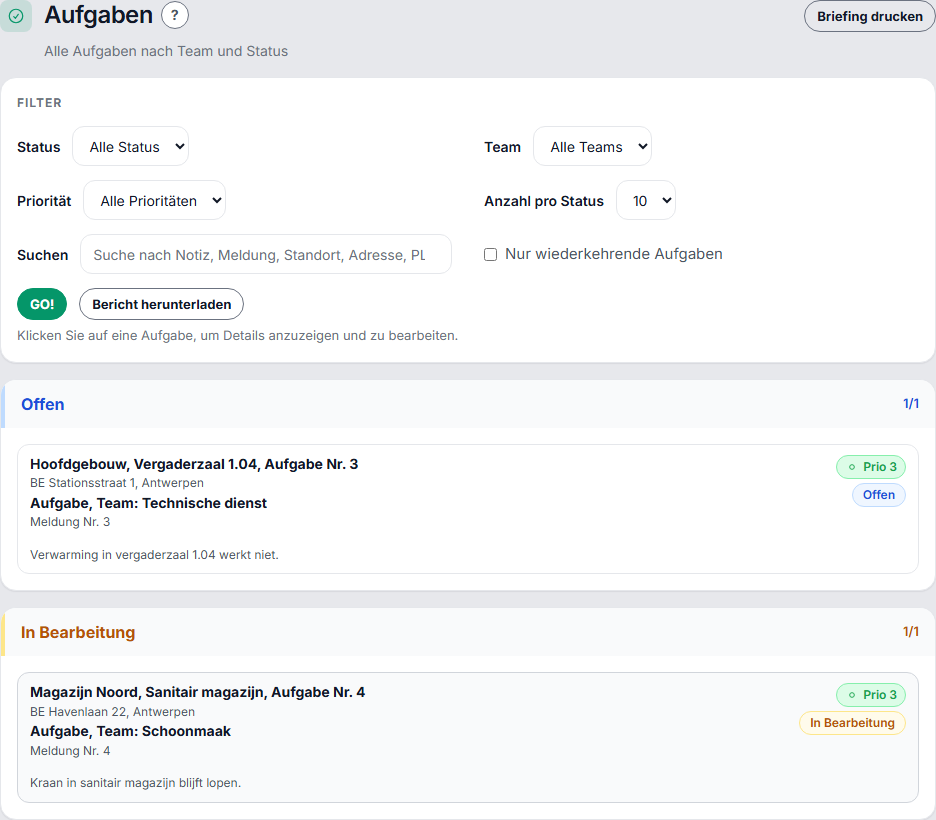 Aufgaben ?
Briefing drucken
Alle Aufgaben nach Team und Status
FILTER
Status Alle Status
Team Alle Teams
Priorität Alle Prioritäten
Anzahl pro Status 10
Suchen Suche nach Notiz, Meldung, Standort, Adresse, PL
Nur wiederkehrende Aufgaben
GO! Bericht herunterladen
Klicken Sie auf eine Aufgabe, um Details anzuzeigen und zu bearbeiten.
Offen 1/1
Hoofdgebouw, Vergaderzaal 1.04, Aufgabe Nr. 3
Prio 3
BE Stationsstraat 1, Antwerpen
Offen
Aufgabe, Team: Technische dienst
Meldung Nr. 3
Verwarming in vergaderzaal 1.04 werkt niet.
In Bearbeitung 1/1
Magazijn Noord, Sanitair magazijn, Aufgabe Nr. 4
Prio 3
BE Havenlaan 22, Antwerpen
In Bearbeitung
Aufgabe, Team: Schoonmaak
Meldung Nr. 4
Kraan in sanitair magazijn blijft lopen.